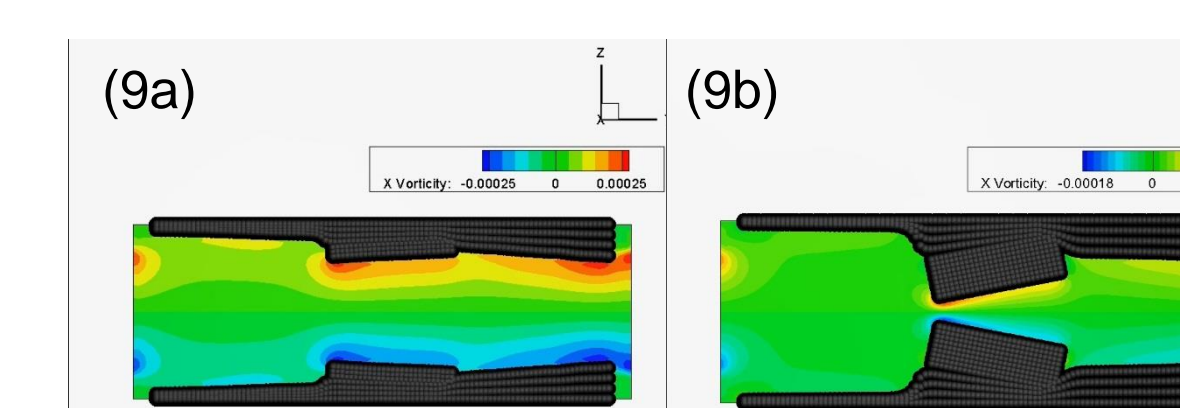 (9a)
Z
X
X Vorticity: -0.00025 0 0.00025
(9b)
X Vorticity: -0.00018 0